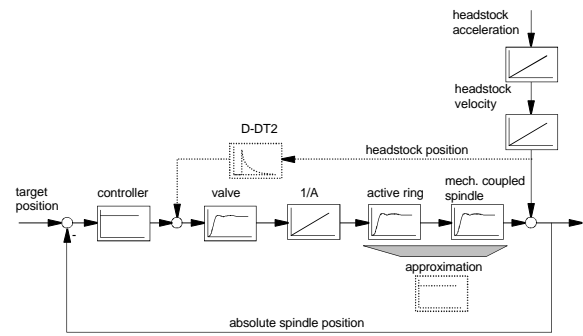 headstock
acceleration
headstock
velocity
D-DT2
headstock position
target
position
controller
valve
1/A
active ring
mech. coupled
spindle
-
approximation
absolute spindle position